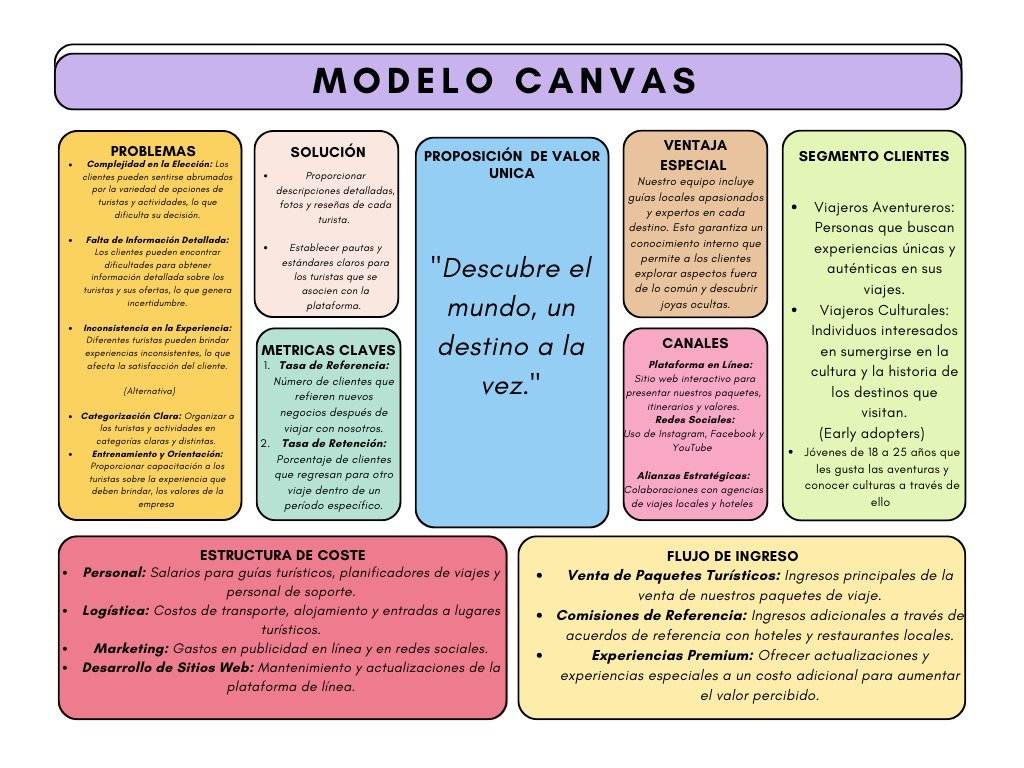 MODELO CANVAS
PROBLEMAS
• Complejidad en la Elección: Los
clientes pueden sentirse abrumados
por la variedad de opciones de
turistas y actividades, lo que
dificulta su decisión.
• Falta de Información Detallada:
Los clientes pueden encontrar
dificultades para obtener
información detallada sobre los
turistas y sus ofertas, lo que genera
incertidumbre.
• Inconsistencia en la Experiencia:
Diferentes turistas pueden brindar
experiencias inconsistentes, lo que
afecta la satisfacción del cliente.
(Alternativa)
• Categorización Clara: Organizar a
los turistas y actividades en
categorías claras y distintas.
• Entrenamiento y Orientación:
Proporcionar capacitación a los
turistas sobre la experiencia que
deben brindar, los valores de la
empresa
SOLUCIÓN
• Proporcionar
descripciones detalladas,
fotos y reseñas de cada
turista.
• Establecer pautas y
estándares claros para
los turistas que se
asocien con la
plataforma.
METRICAS CLAVES
1. Tasa de Referencia:
Número de clientes que
refieren nuevos
negocios después de
viajar con nosotros.
2. Tasa de Retención:
Porcentaje de clientes
que regresan para otro
viaje dentro de un
período específico.
PROPOSICIÓN DE VALOR
UNICA
"Descubre el
mundo, un
destino a la
vez."
VENTAJA
ESPECIAL
Nuestro equipo incluye
guías locales apasionados
y expertos en cada
destino. Esto garantiza un
conocimiento interno que
permite a los clientes
explorar aspectos fuera
de lo común y descubrir
joyas ocultas.
CANALES
Plataforma en Línea:
Sitio web interactivo para
presentar nuestros paquetes,
itinerarios y valores.
Redes Sociales:
Uso de Instagram, Facebook y
YouTube
Alianzas Estratégicas:
Colaboraciones con agencias
de viajes locales y hoteles
SEGMENTO CLIENTES
• Viajeros Aventureros:
Personas que buscan
experiencias únicas y
auténticas en sus
viajes.
• Viajeros Culturales:
Individuos interesados
en sumergirse en la
cultura y la historia de
los destinos que
visitan.
(Early adopters)
• Jóvenes de 18 a 25 años que
les gusta las aventuras y
conocer culturas a través de
ello
ESTRUCTURA DE COSTE
• Personal: Salarios para guías turísticos, planificadores de viajes y
personal de soporte.
• Logística: Costos de transporte, alojamiento y entradas a lugares
turísticos.
• Marketing: Gastos en publicidad en línea y en redes sociales.
• Desarrollo de Sitios Web: Mantenimiento y actualizaciones de la
plataforma de línea.
FLUJO DE INGRESO
• Venta de Paquetes Turísticos: Ingresos principales de la
venta de nuestros paquetes de viaje.
• Comisiones de Referencia: Ingresos adicionales a través de
acuerdos de referencia con hoteles y restaurantes locales.
• Experiencias Premium: Ofrecer actualizaciones y
experiencias especiales a un costo adicional para aumentar
el valor percibido.